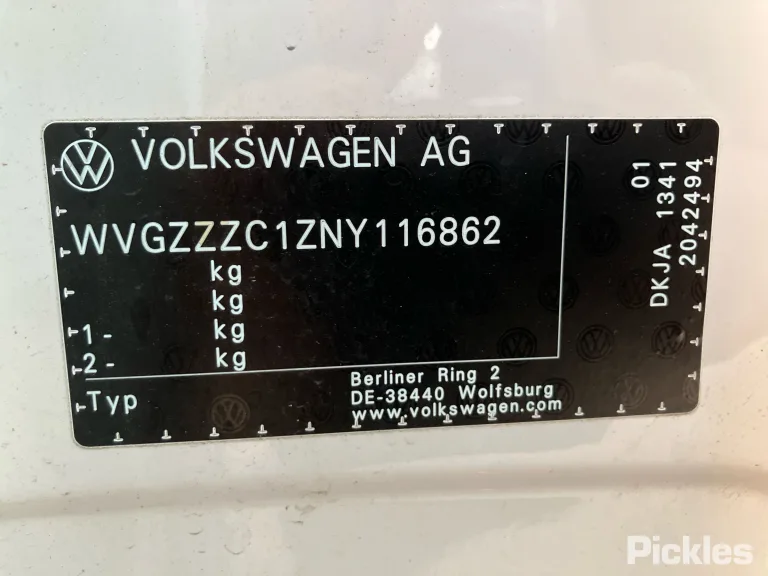 VOLKSWAGEN AG
WVGZZZC1ZNY116862
kg
kg
1- kg
2- kg
Typ
Berliner Ring 2
DE-38440 Wolfsburg
www.volkswagen.com
01
DKJA 1341
2042494
Pickles